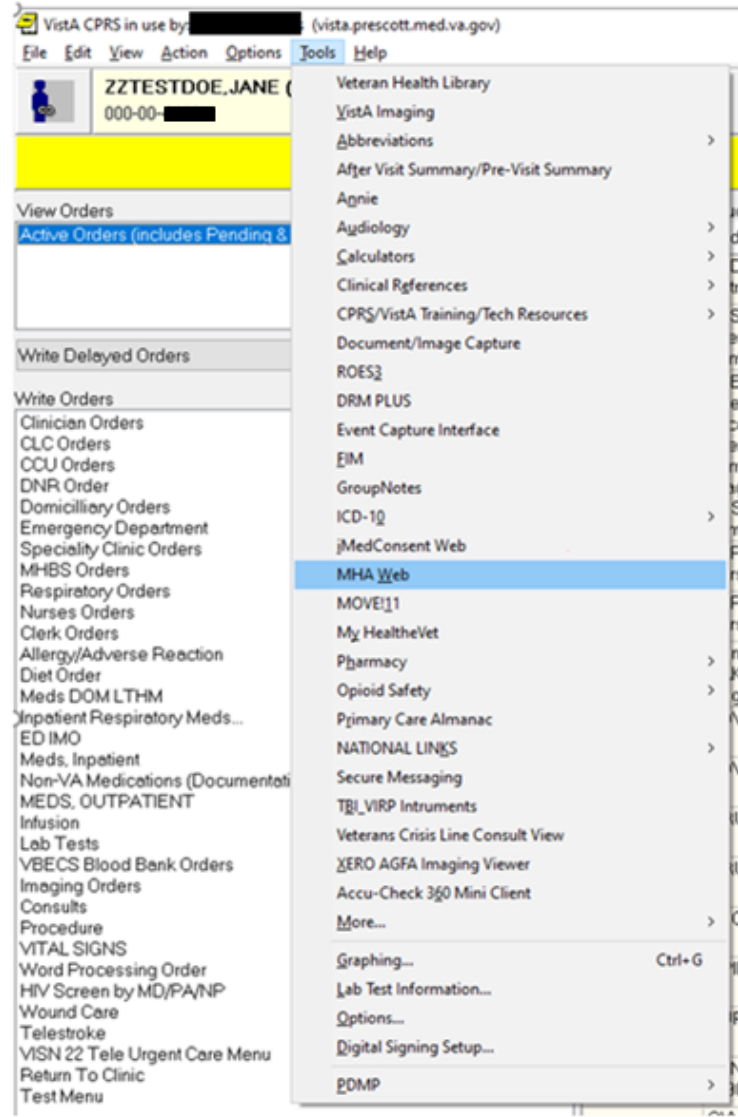 VistA CPRS in use by: (vista.prescott.med.va.gov)
File Edit View Action Options Tools Help
ZZTESTDOE,JANE (
000-00-
View Orders
Active Orders (includes Pending &
Write Delayed Orders
Write Orders
Clinician Orders
CLC Orders
CCU Orders
DNR Order
Domicilliary Orders
Emergency Department
Speciality Clinic Orders
MHBS Orders
Respiratory Orders
Nurses Orders
Clerk Orders
Allergy/Adverse Reaction
Diet Order
Meds DOM LTHM
Inpatient Respiratory Meds...
ED IMO
Meds, Inpatient
Non-VA Medications (Documentati
MEDS, OUTPATIENT
Infusion
Lab Tests
VBECS Blood Bank Orders
Imaging Orders
Consults
Procedure
VITAL SIGNS
Word Processing Order
HIV Screen by MD/PA/NP
Wound Care
Telestroke
VISN 22 Tele Urgent Care Menu
Return To Clinic
Test Menu
Veteran Health Library
VistA Imaging
Abbreviations
After Visit Summary/Pre-Visit Summary
Annie
Audiology
Calculators
Clinical References
CPRS/VistA Training/Tech Resources
Document/Image Capture
ROES3
DRM PLUS
Event Capture Interface
FIM
GroupNotes
ICD-10
iMedConsent Web
MHA Web
MOVE!11
My HealtheVet
Pharmacy
Opioid Safety
Primary Care Almanac
NATIONAL LINKS
Secure Messaging
TBI_VIRP Intruments
Veterans Crisis Line Consult View
XERO AGFA Imaging Viewer
Accu-Check 360 Mini Client
More...
Graphing... Ctrl+G
Lab Test Information...
Options...
Digital Signing Setup...
PDMP